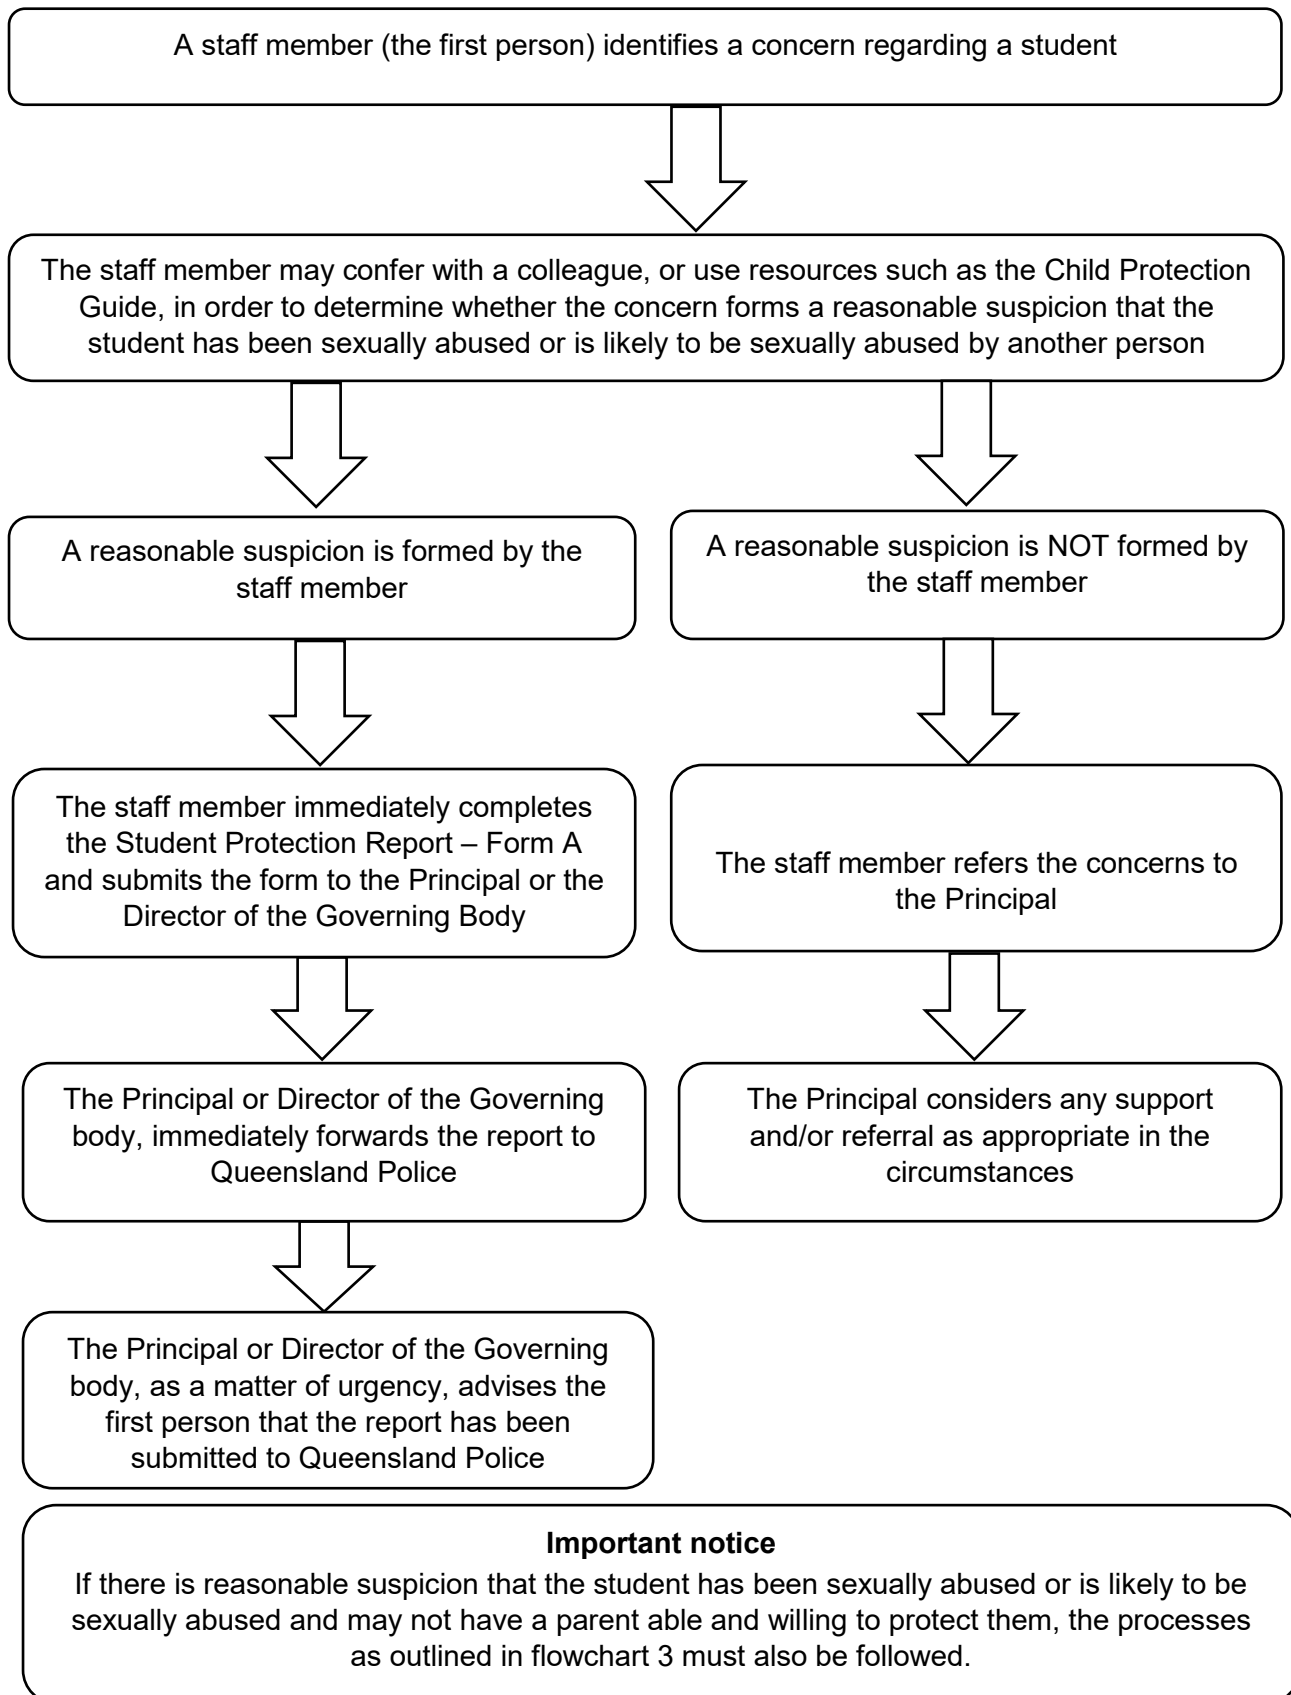 A staff member (the first person) identifies a concern regarding a student
The staff member may confer with a colleague, or use resources such as the Child Protection
Guide, in order to determine whether the concern forms a reasonable suspicion that the
student has been sexually abused or is likely to be sexually abused by another person
A reasonable suspicion is formed by the
staff member
A reasonable suspicion is NOT formed by
the staff member
The staff member immediately completes
the Student Protection Report – Form A
and submits the form to the Principal or the
Director of the Governing Body
The staff member refers the concerns to
the Principal
The Principal or Director of the Governing
body, immediately forwards the report to
Queensland Police
The Principal considers any support
and/or referral as appropriate in the
circumstances
The Principal or Director of the Governing
body, as a matter of urgency, advises the
first person that the report has been
submitted to Queensland Police
Important notice
If there is reasonable suspicion that the student has been sexually abused or is likely to be
sexually abused and may not have a parent able and willing to protect them, the processes
as outlined in flowchart 3 must also be followed.